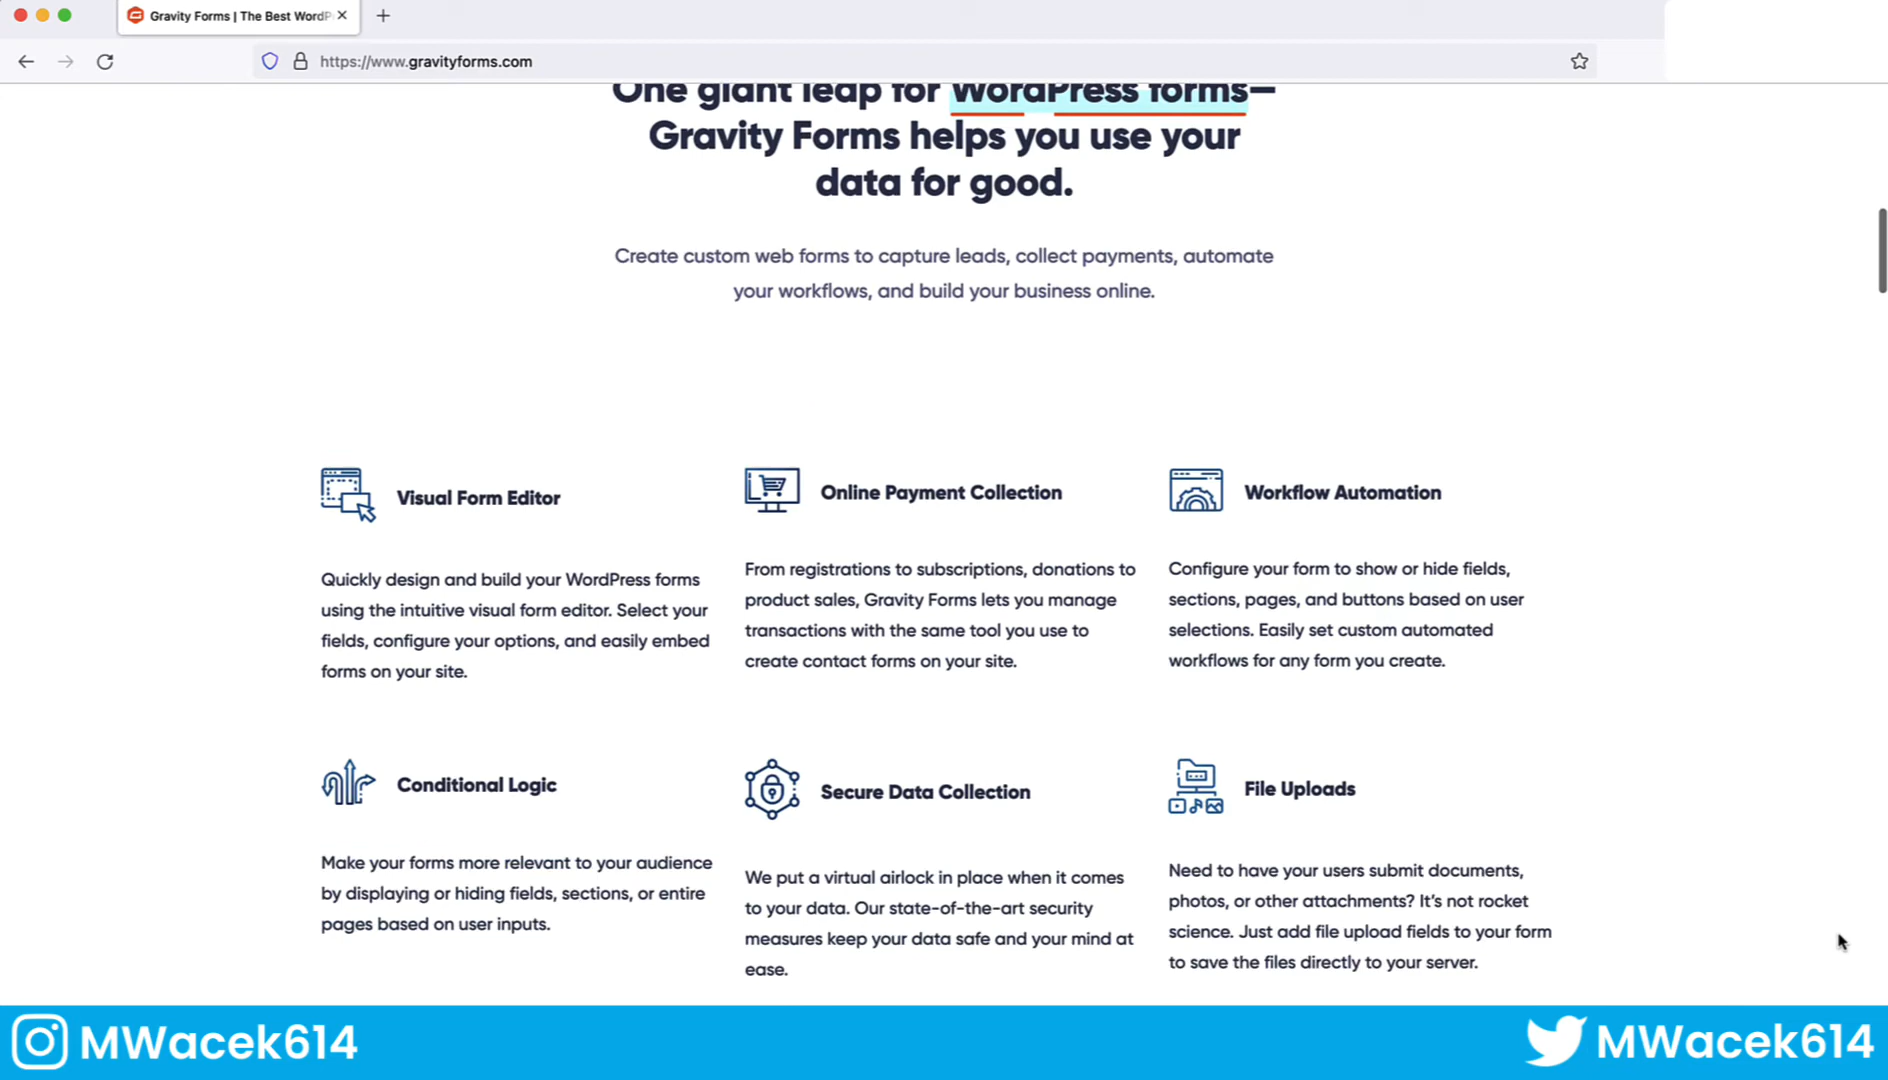 Gravity Forms | The Best WordP
https://www.gravityforms.com
One giant leap for WordPress forms—
Gravity Forms helps you use your
data for good.
Create custom web forms to capture leads, collect payments, automate
your workflows, and build your business online.
Visual Form Editor
Quickly design and build your WordPress forms
using the intuitive visual form editor. Select your
fields, configure your options, and easily embed
forms on your site.
Online Payment Collection
From registrations to subscriptions, donations to
product sales, Gravity Forms lets you manage
transactions with the same tool you use to
create contact forms on your site.
Workflow Automation
Configure your form to show or hide fields,
sections, pages, and buttons based on user
selections. Easily set custom automated
workflows for any form you create.
Conditional Logic
Make your forms more relevant to your audience
by displaying or hiding fields, sections, or entire
pages based on user inputs.
Secure Data Collection
We put a virtual airlock in place when it comes
to your data. Our state-of-the-art security
measures keep your data safe and your mind at
ease.
File Uploads
Need to have your users submit documents,
photos, or other attachments? It's not rocket
science. Just add file upload fields to your form
to save the files directly to your server.
MWacek614
MWacek614